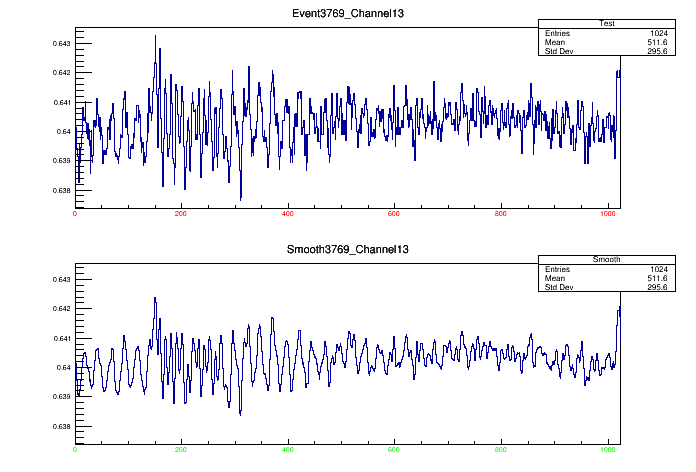 Event3769_Channel13
Test
Entries 1024
Mean 511.6
Std Dev 295.6
0.643
0.642
0.641
0.64
0.639
0.638
0 200 400 600 800 1000
Smooth3769_Channel13
Smooth
Entries 1024
Mean 511.6
Std Dev 295.6
0.643
0.642
0.641
0.64
0.639
0.638
0 200 400 600 800 1000